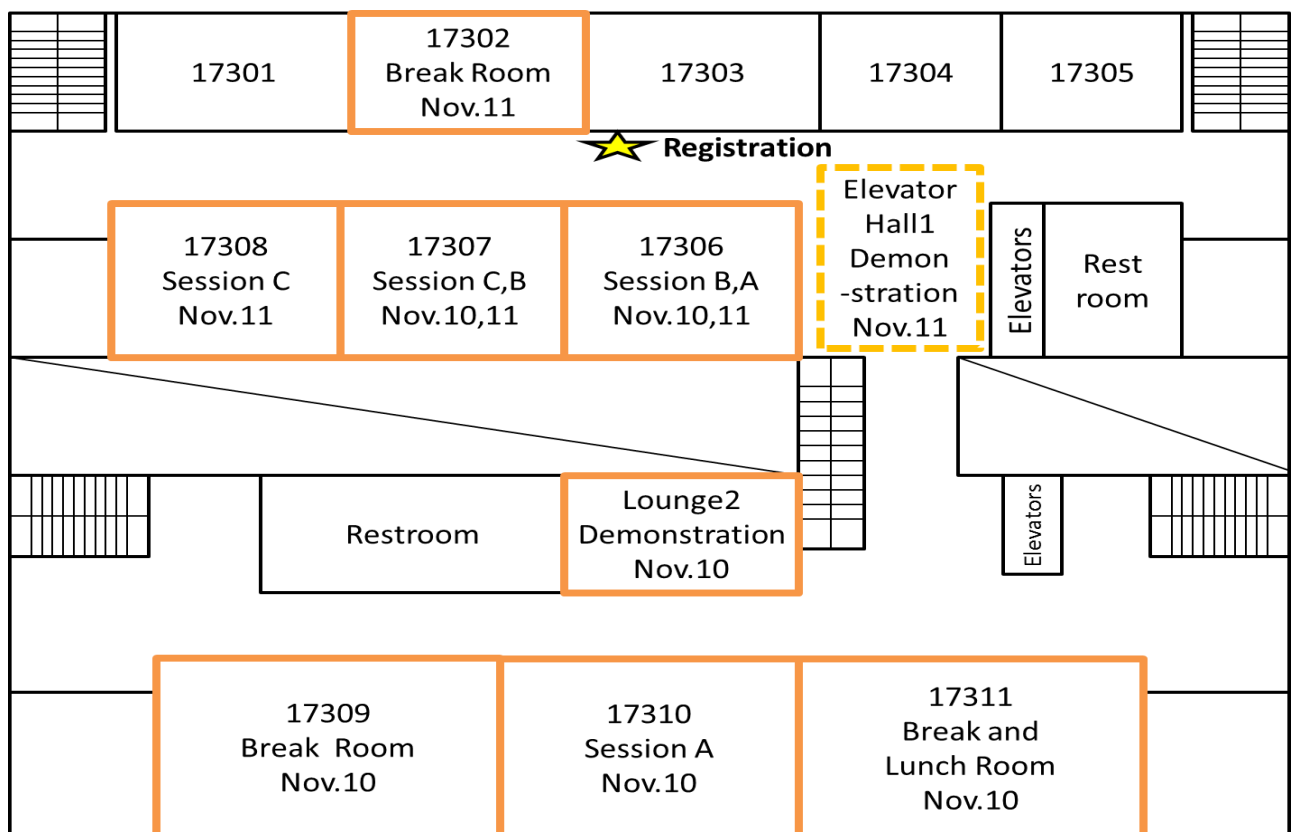 17301
17302
Break Room
Nov.11
17303
17304
17305
Registration
17308
Session C
Nov.11
17307
Session C,B
Nov.10,11
17306
Session B,A
Nov.10,11
Elevator
Hall1
Demon
-stration
Nov.11
Elevators
Rest
room
Restroom
Lounge2
Demonstration
Nov.10
Elevators
17309
Break Room
Nov.10
17310
Session A
Nov.10
17311
Break and
Lunch Room
Nov.10